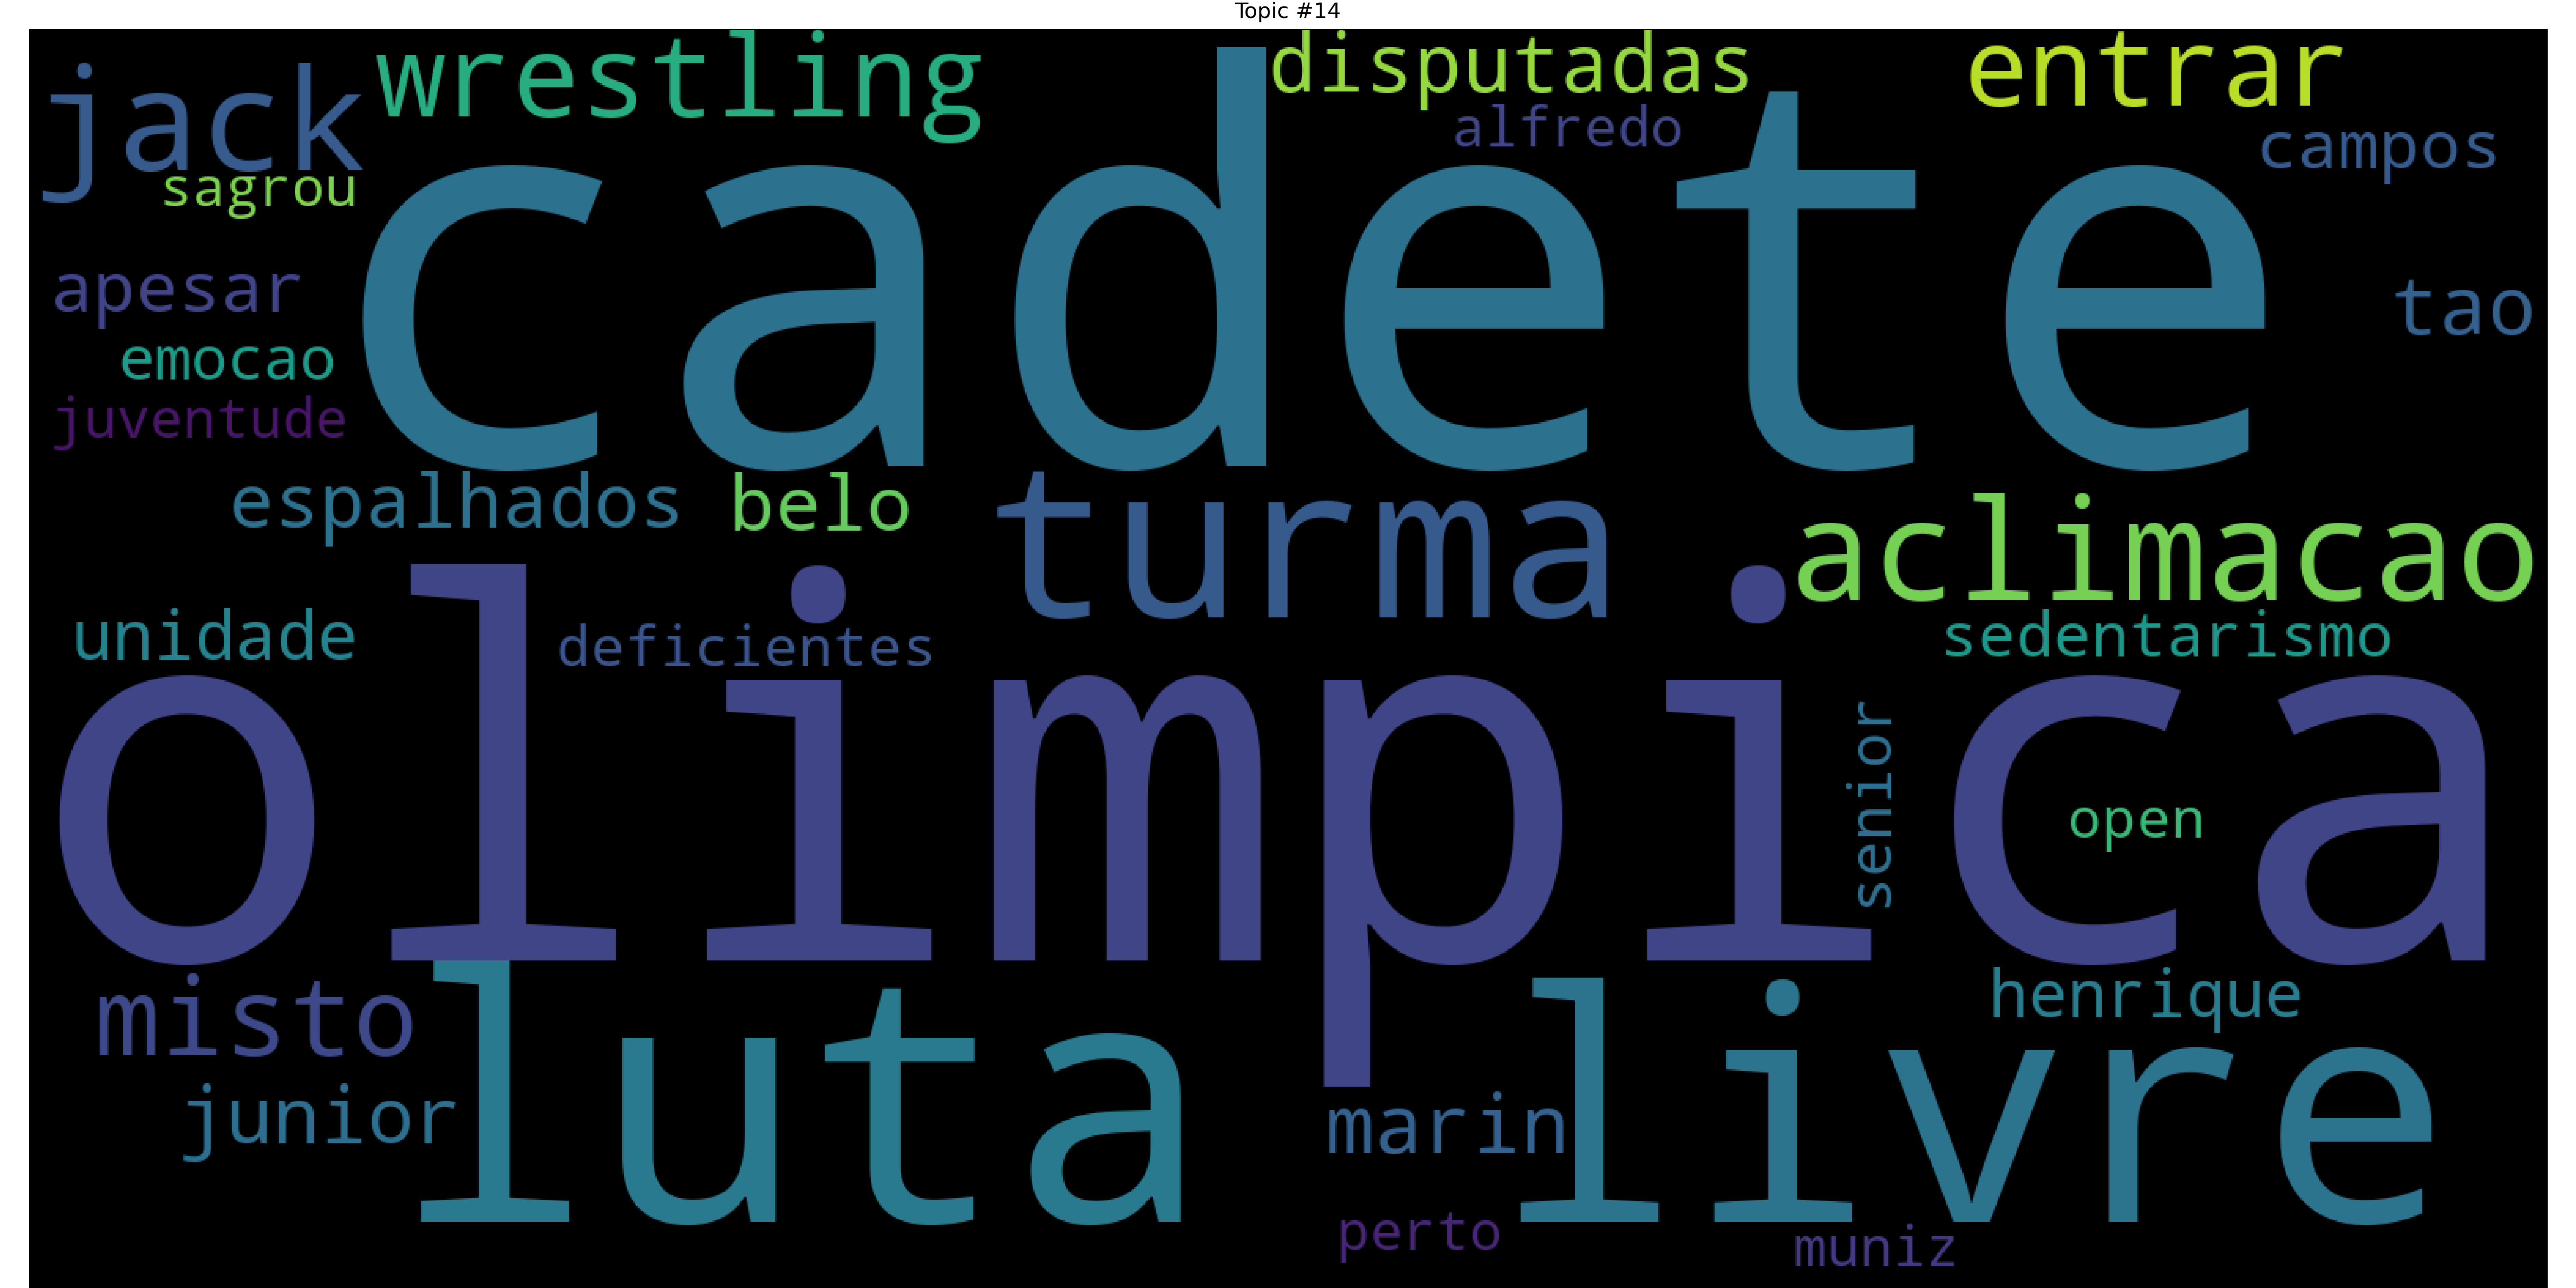 Topic #14
jack
wrestling
disputadas
entrar
alfredo
campos
sagrou
cadete
apesar
tao
emocao
juventude
espalhados
belo
turma
aclimacao
unidade
deficientes
sedentarismo
olimpica
senior
open
misto
luta
livre
henrique
junior
marin
perto
muniz